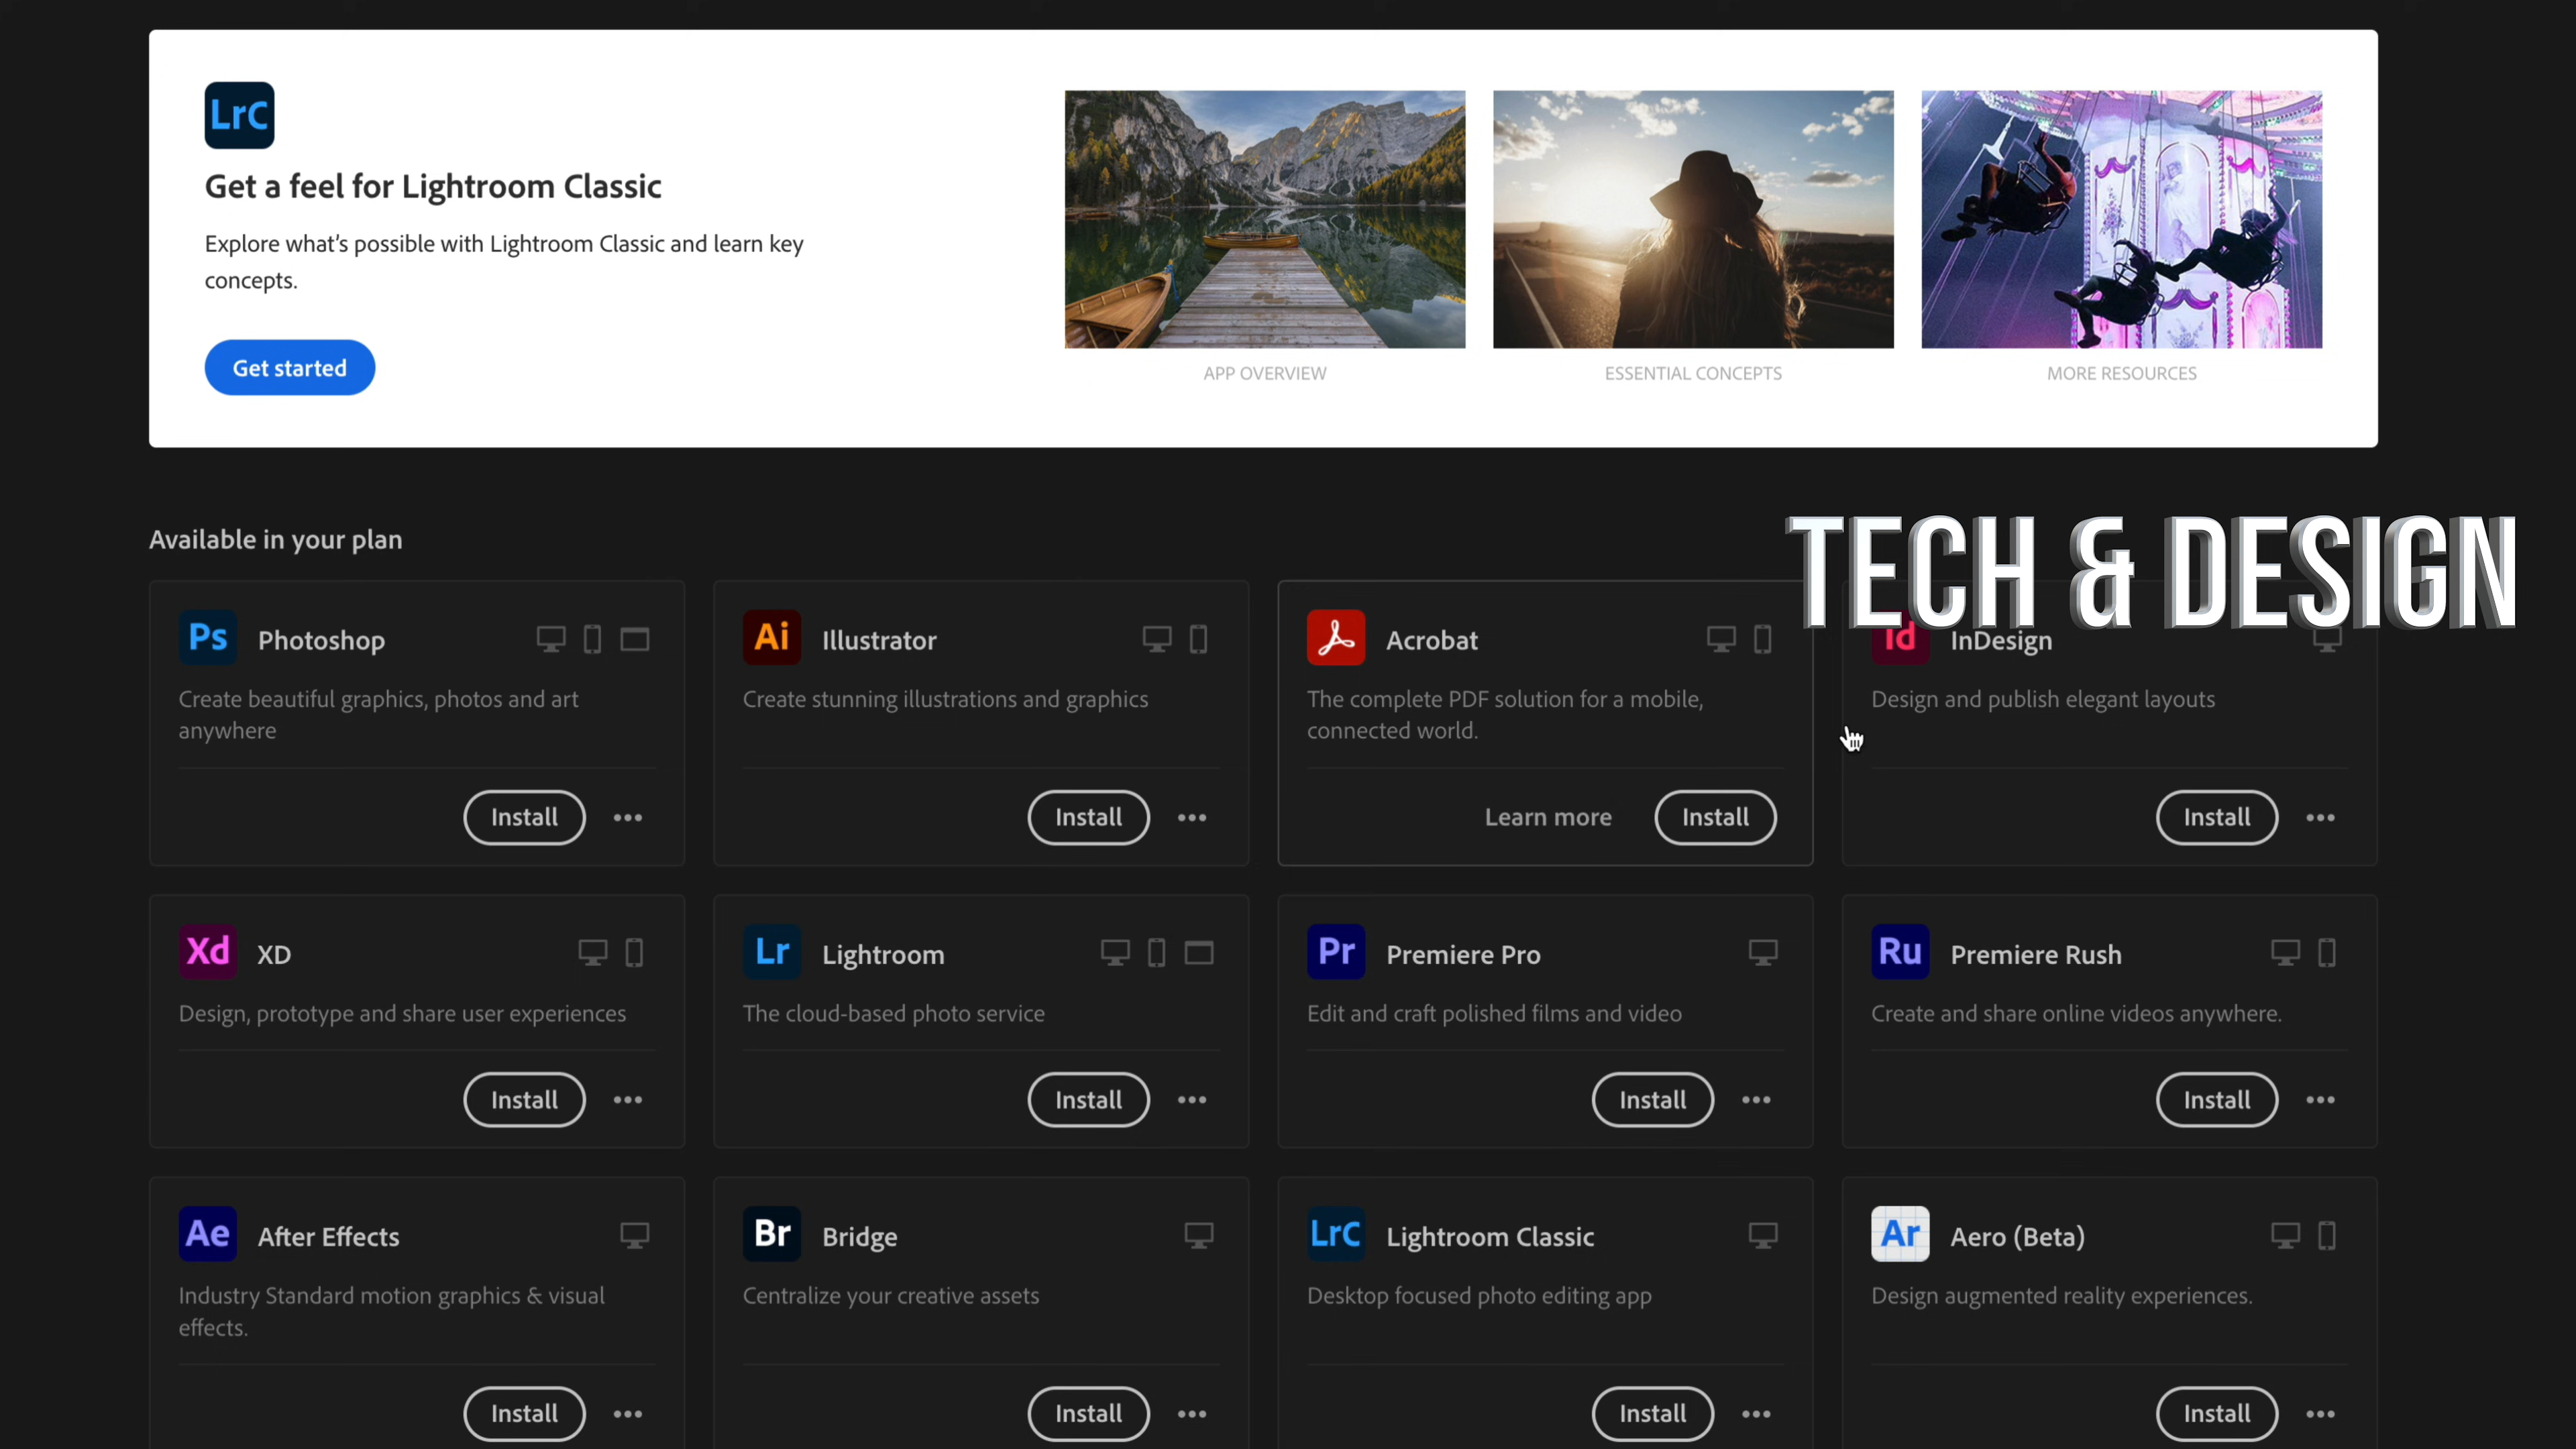 LrC
Get a feel for Lightroom Classic
Explore what's possible with Lightroom Classic and learn key
concepts.
Get started
APP OVERVIEW
ESSENTIAL CONCEPTS
MORE RESOURCES
Available in your plan
TECH & DESIGN
Ps Photoshop
Create beautiful graphics, photos and art
anywhere
Install
Ai Illustrator
Create stunning illustrations and graphics
Install
Acrobat
The complete PDF solution for a mobile,
connected world.
Learn more Install
Id InDesign
Design and publish elegant layouts
Install
Xd XD
Design, prototype and share user experiences
Install
Lr Lightroom
The cloud-based photo service
Install
Pr Premiere Pro
Edit and craft polished films and video
Install
Ru Premiere Rush
Create and share online videos anywhere.
Install
Ae After Effects
Industry Standard motion graphics & visual
effects.
Install
Br Bridge
Centralize your creative assets
Install
LrC Lightroom Classic
Desktop focused photo editing app
Install
Ar Aero (Beta)
Design augmented reality experiences.
Install